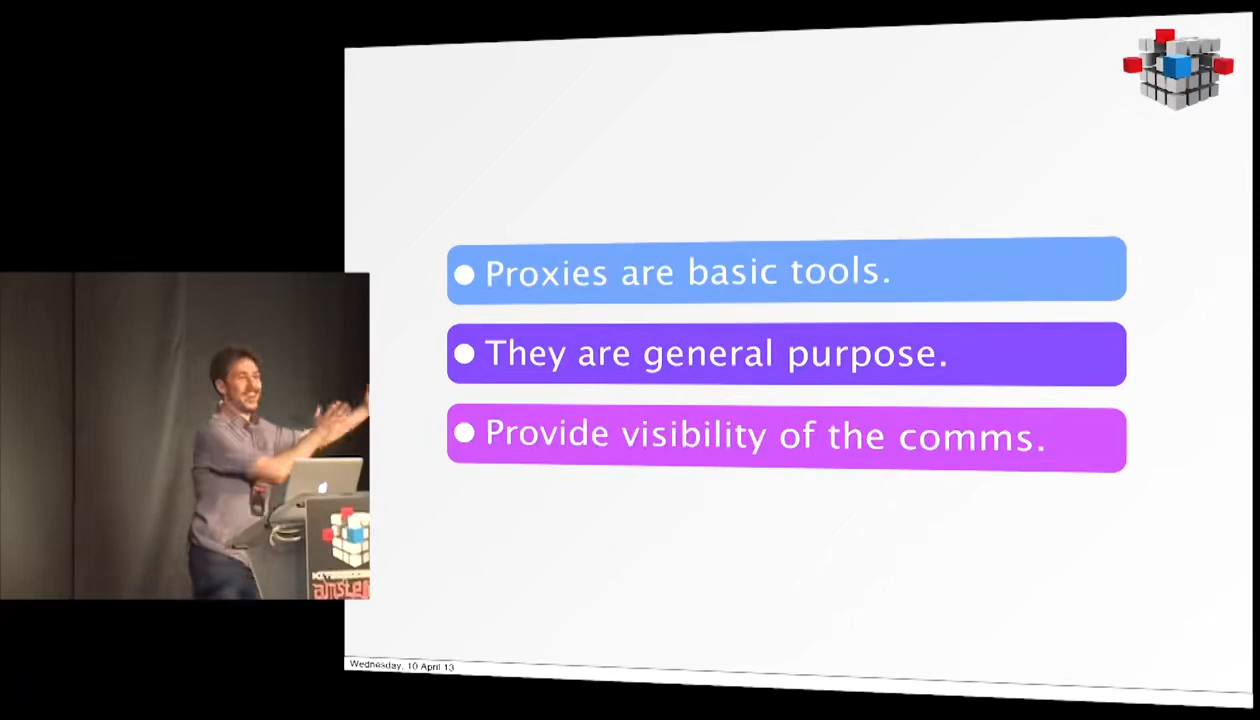 Proxies are basic tools.
They are general purpose.
Provide visibility of the comms.
Wednesday, 10 April 13